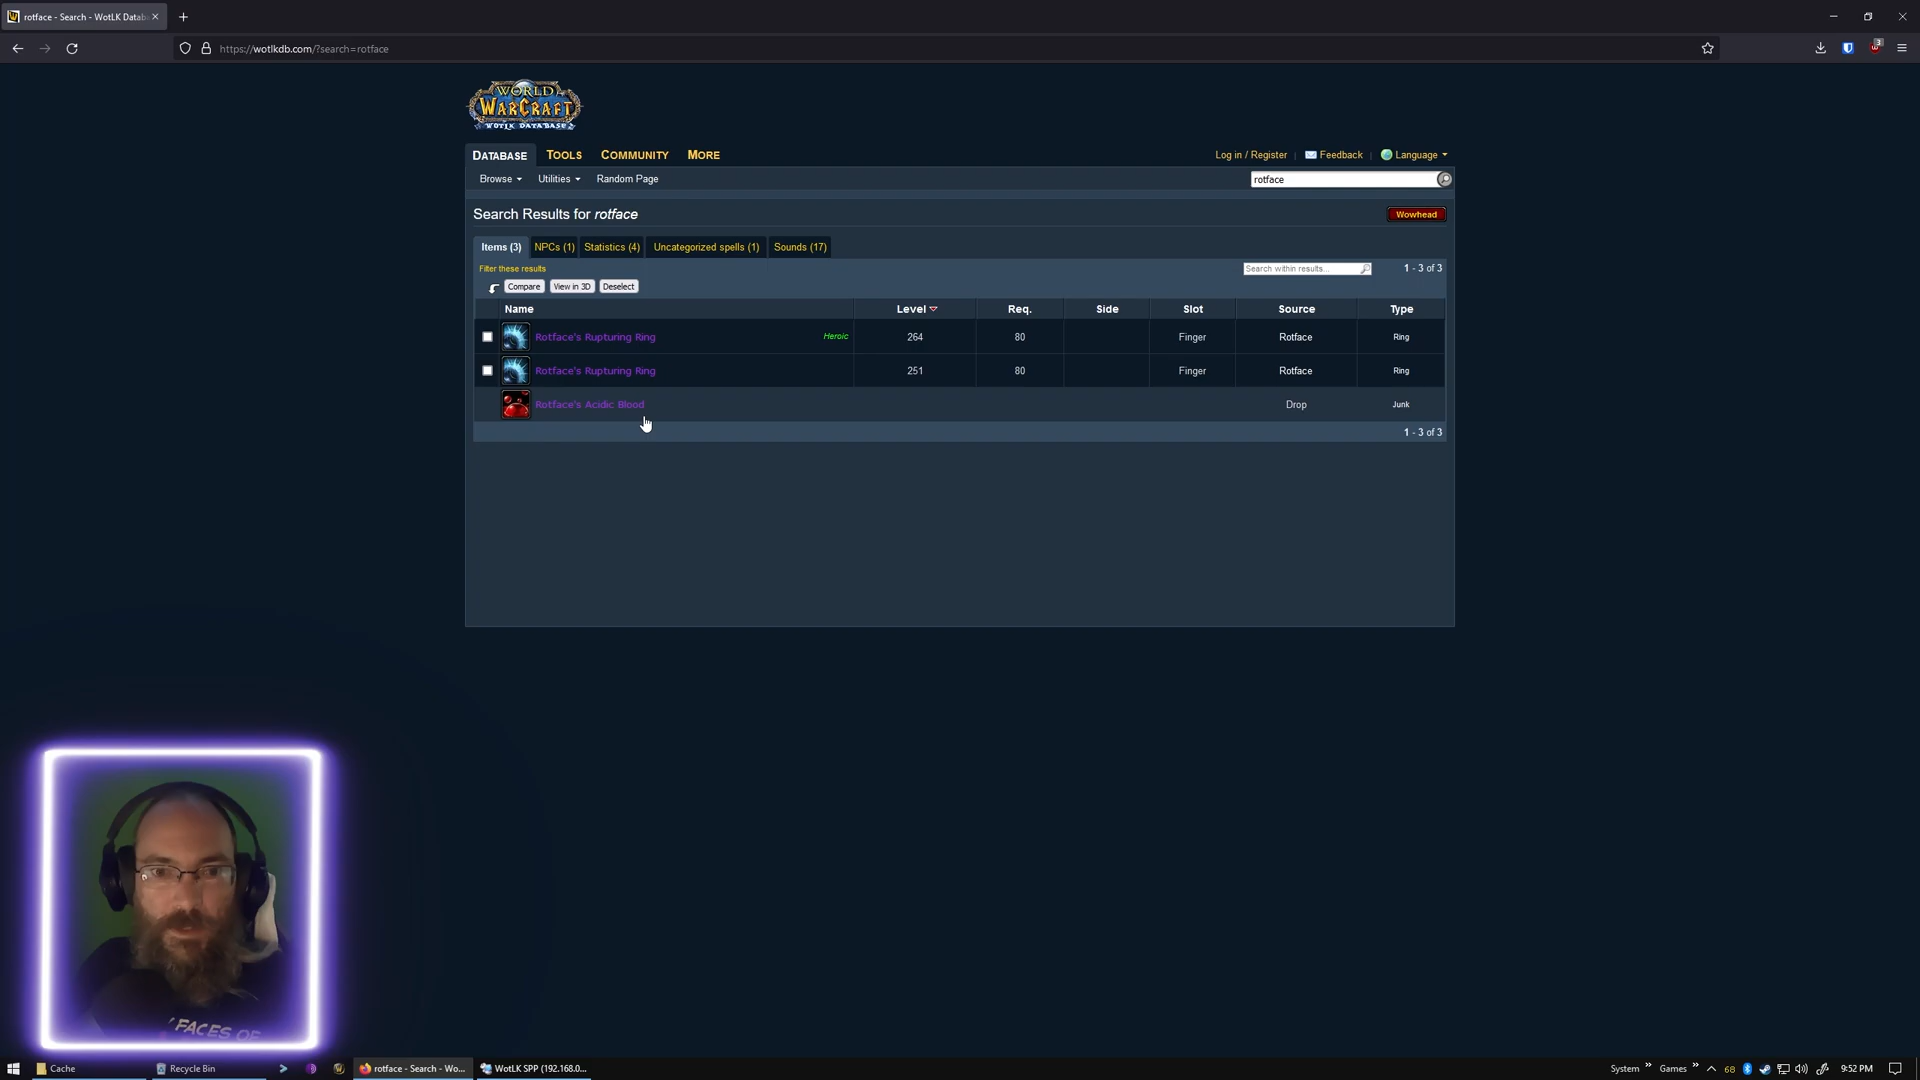 rotface - Search - WotLK Datab
https://wotlkdb.com/?search=rotface
3
WORLD
WARCRAFT
WOTLK DATABASE
DATABASE TOOLS COMMUNITY MORE
Log in / Register | Feedback | Language
Browse Utilities Random Page
rotface
Search Results for rotface
Wowhead
Items (3) NPCs (1) Statistics (4) Uncategorized spells (1) Sounds (17)
Filter these results
Search within results...
1 - 3 of 3
Compare View in 3D Deselect
Name Level Req. Side Slot Source Type
Rotface's Rupturing Ring Heroic 264 80 Finger Rotface Ring
Rotface's Rupturing Ring 251 80 Finger Rotface Ring
Rotface's Acidic Blood Drop Junk
1 - 3 of 3
FACES OF
Cache
Recycle Bin
rotface - Search - Wo...
WotLK SPP (192.168.0...
System
Games
68
9:52 PM